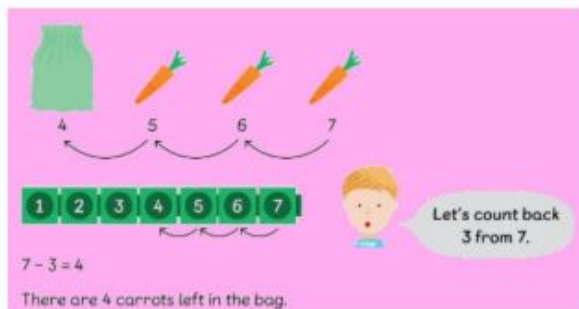 4 5 6 7
1 2 3 4 5 6 7
Let's count back
3 from 7.
7 – 3 = 4
There are 4 carrots left in the bag.